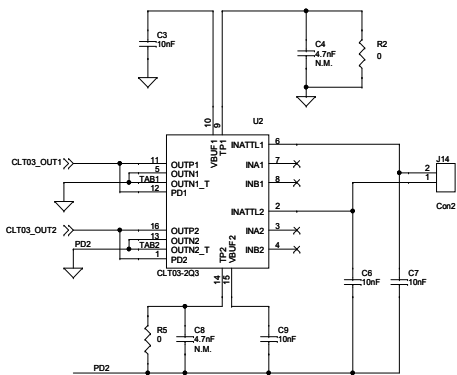 C3
10nF
C4
4.7nF
N.M.
R2
0
U2
10
9
VBUF1
TP1
CLT03_OUT1
11
5
TAB1
12
OUTP1
OUTN1
OUTN1_T
PD1
INATTL1
INA1
INB1
6
7
8
J14
2
1
Con2
CLT03_OUT2
16
13
TAB2
1
PD2
OUTP2
OUTN2
OUTN2_T
PD2
INATTL2
INA2
INB2
2
3
4
TP2
VBUF2
CLT03-2Q3
14
15
C6
10nF
C7
10nF
R5
0
C8
4.7nF
N.M.
C9
10nF
PD2